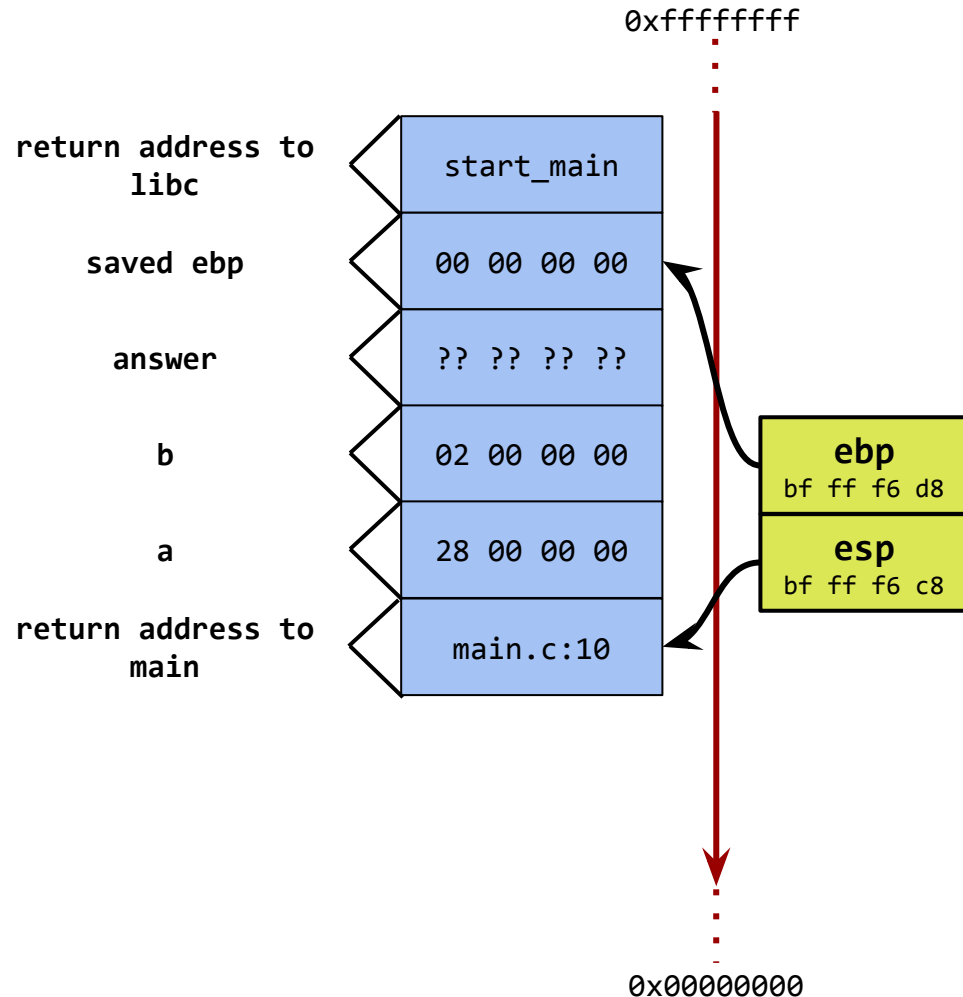 0xffffffff
return address to
libc
start_main
saved ebp
00 00 00 00
answer
?? ?? ?? ??
b
02 00 00 00
ebp
bf ff f6 d8
a
28 00 00 00
esp
bf ff f6 c8
return address to
main
main.c:10
0x00000000